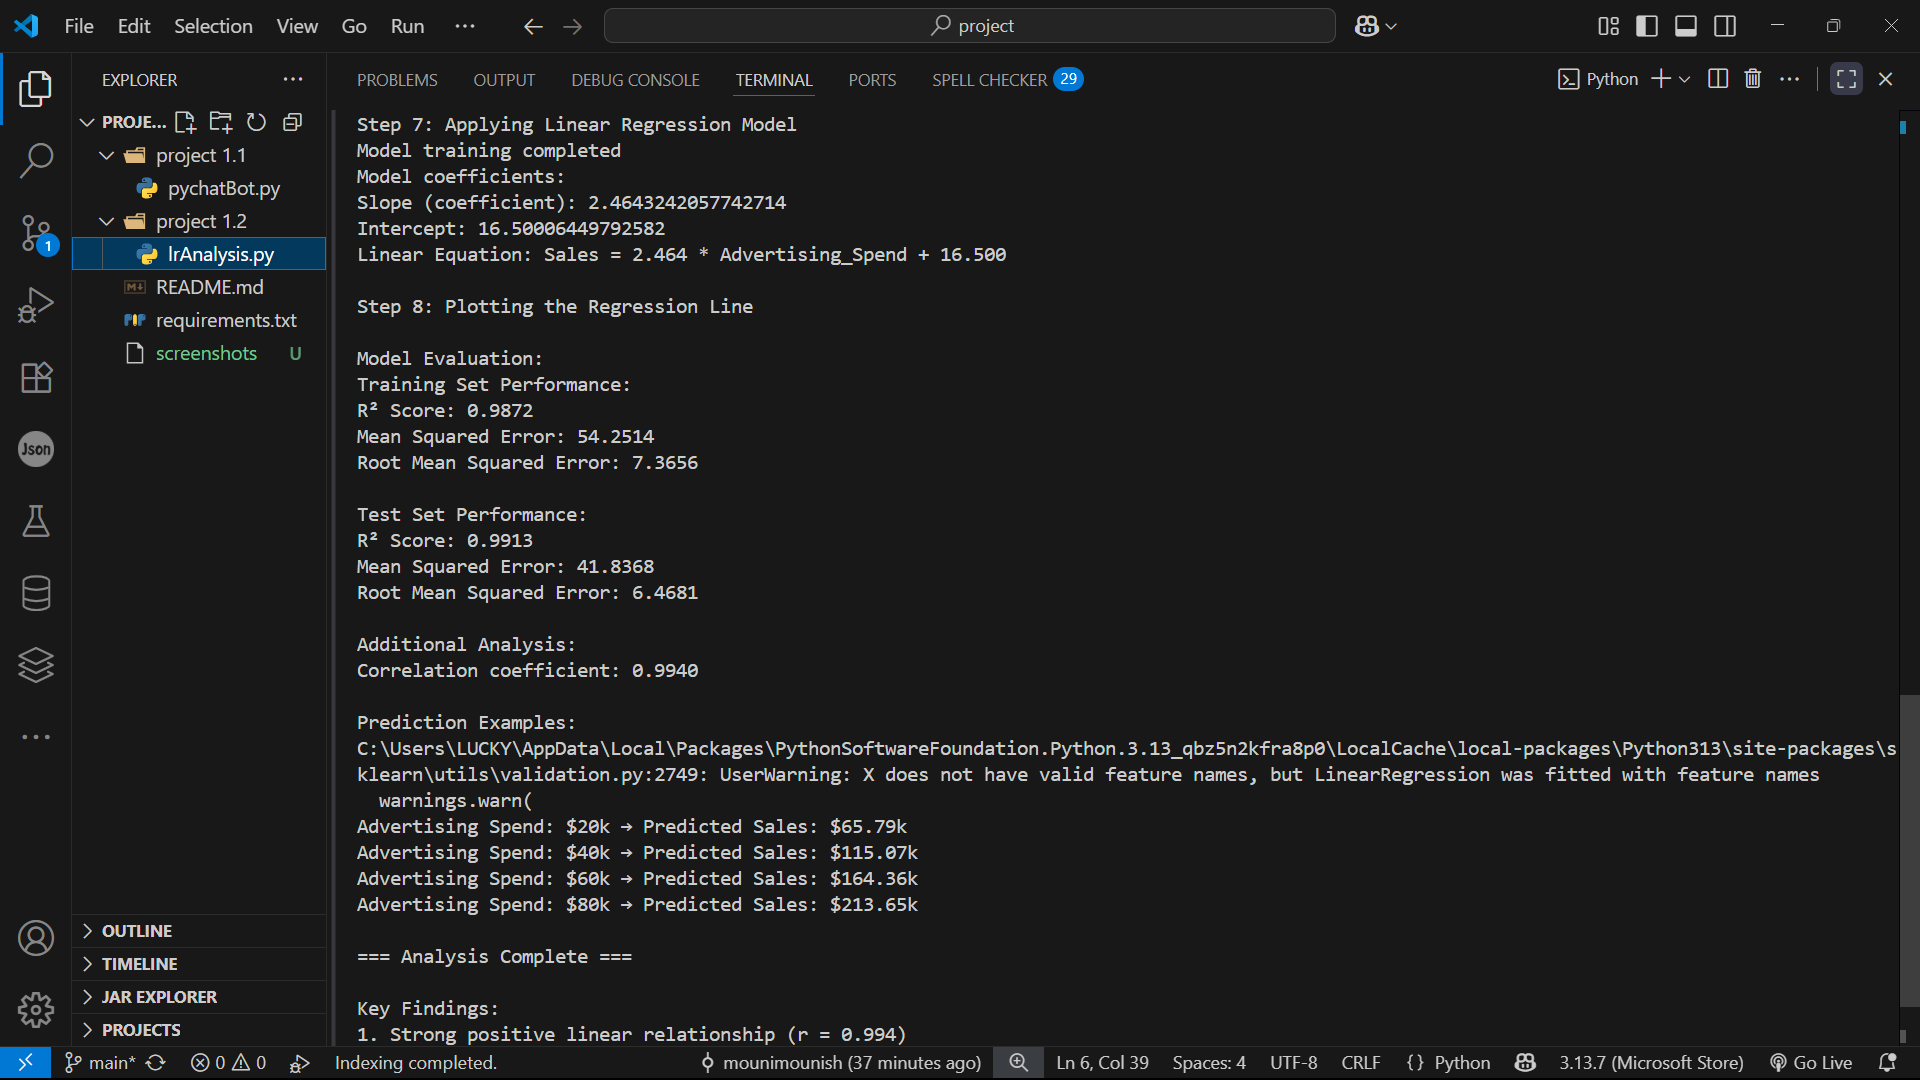 File Edit Selection View Go Run ···
project
EXPLORER ···
PROJE...
project 1.1
pychatBot.py
project 1.2
lrAnalysis.py
README.md
requirements.txt
screenshots U
1
Json
OUTLINE
TIMELINE
JAR EXPLORER
PROJECTS
PROBLEMS OUTPUT DEBUG CONSOLE TERMINAL PORTS SPELL CHECKER 29
Python
Step 7: Applying Linear Regression Model
Model training completed
Model coefficients:
Slope (coefficient): 2.4643242057742714
Intercept: 16.50006449792582
Linear Equation: Sales = 2.464 * Advertising_Spend + 16.500
Step 8: Plotting the Regression Line
Model Evaluation:
Training Set Performance:
R² Score: 0.9872
Mean Squared Error: 54.2514
Root Mean Squared Error: 7.3656
Test Set Performance:
R² Score: 0.9913
Mean Squared Error: 41.8368
Root Mean Squared Error: 6.4681
Additional Analysis:
Correlation coefficient: 0.9940
Prediction Examples:
C:\Users\LUCKY\AppData\Local\Packages\PythonSoftwareFoundation.Python.3.13_qbz5n2kfra8p0\LocalCache\local-packages\Python313\site-packages\s
klearn\utils\validation.py:2749: UserWarning: X does not have valid feature names, but LinearRegression was fitted with feature names
warnings.warn(
Advertising Spend: $20k → Predicted Sales: $65.79k
Advertising Spend: $40k → Predicted Sales: $115.07k
Advertising Spend: $60k → Predicted Sales: $164.36k
Advertising Spend: $80k → Predicted Sales: $213.65k
=== Analysis Complete ===
Key Findings:
1. Strong positive linear relationship (r = 0.994)
main* 0 0 Indexing completed. mounimounish (37 minutes ago) Ln 6, Col 39 Spaces: 4 UTF-8 CRLF {} Python 3.13.7 (Microsoft Store) Go Live